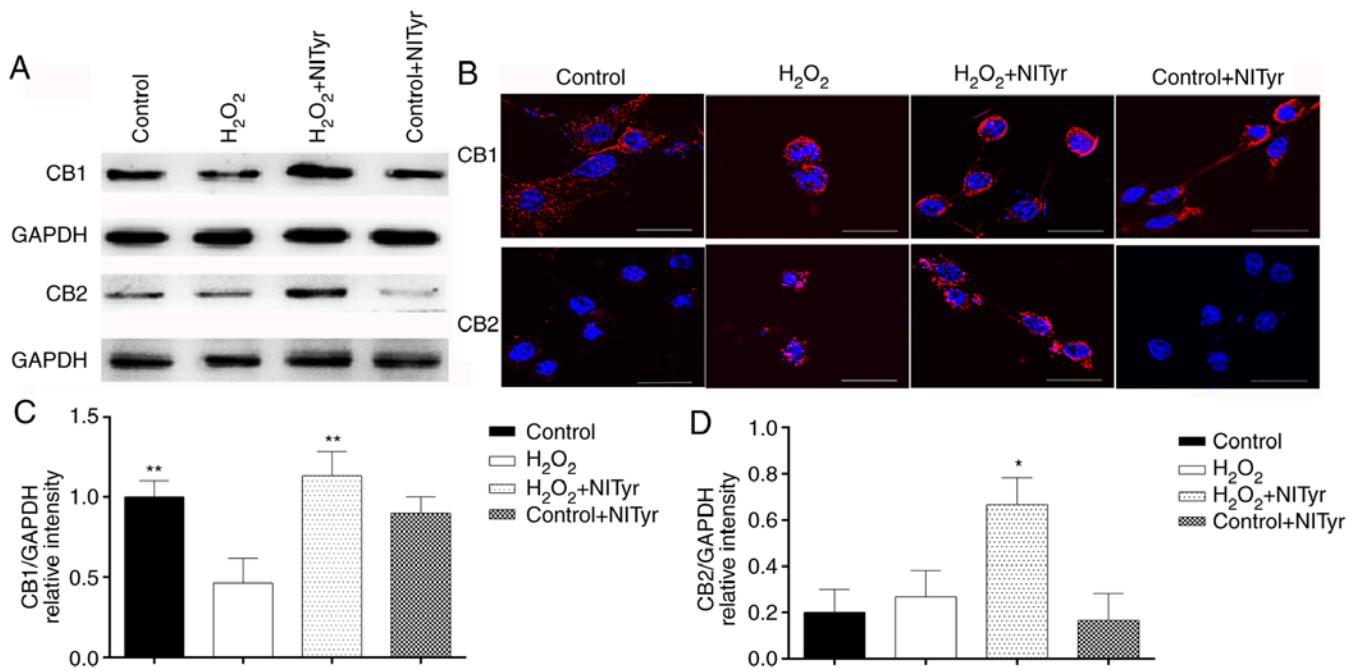 A
Control
H₂O₂
H₂O₂+NITyr
Control+NITyr
CB1
GAPDH
CB2
GAPDH
B
Control
H₂O₂
H₂O₂+NITyr
Control+NITyr
CB1
CB2
C
CB1/GAPDH
relative intensity
1.5
1.0
0.5
0.0
**
**
Control
H₂O₂
H₂O₂+NITyr
Control+NITyr
D
CB2/GAPDH
relative intensity
1.0
0.8
0.6
0.4
0.2
0.0
*
Control
H₂O₂
H₂O₂+NITyr
Control+NITyr